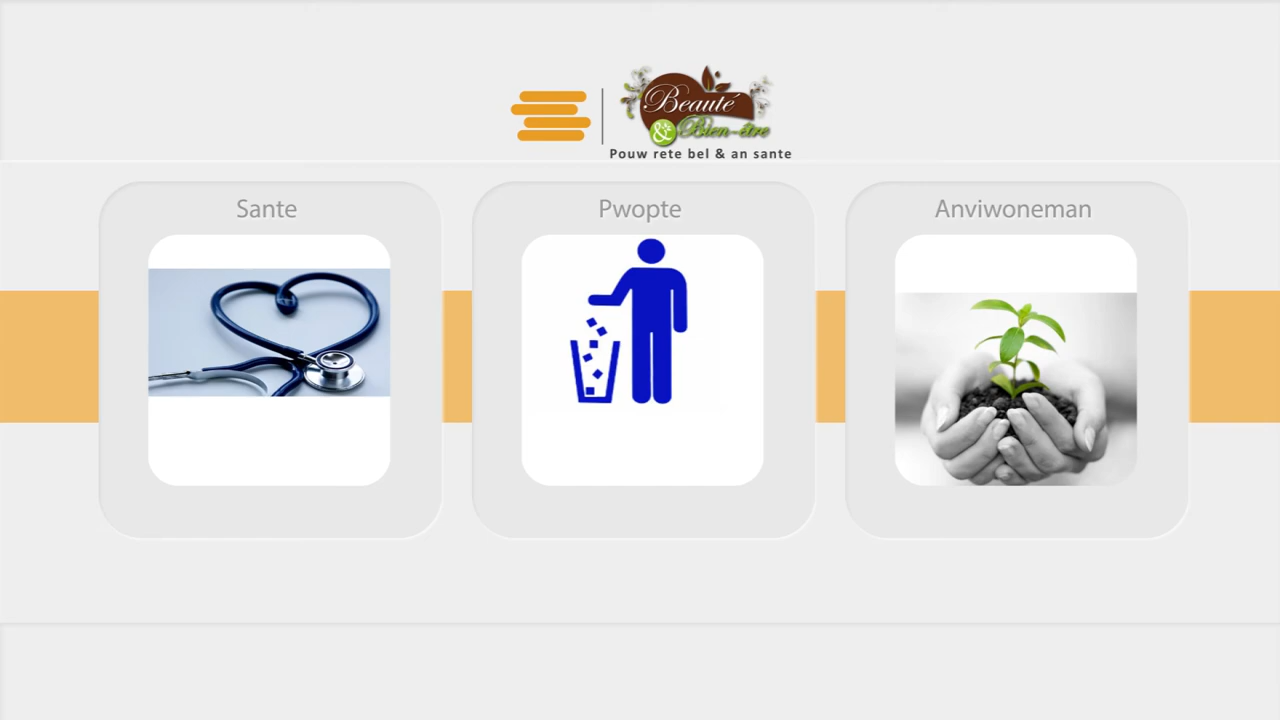 Beauté
& Bien-être
Pouw rete bel & an sante
Sante
Pwopte
Anviwoneman